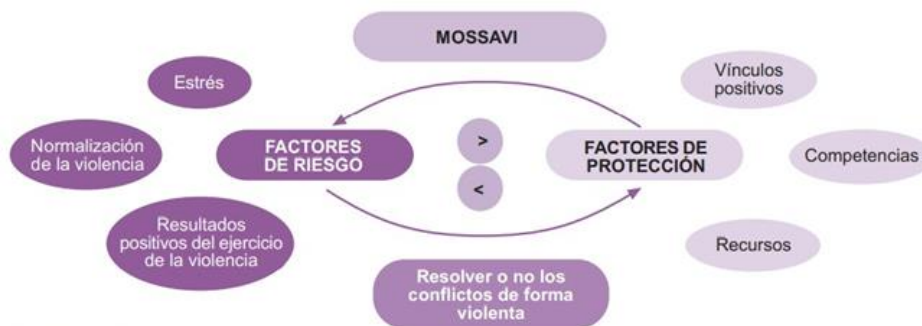 MOSSAVI
Estrés
Normalización
de la violencia
Resultados
positivos del ejercicio
de la violencia
FACTORES
DE RIESGO
>
<
FACTORES DE
PROTECCIÓN
Vínculos
positivos
Competencias
Recursos
Resolver o no los
conflictos de forma
violenta